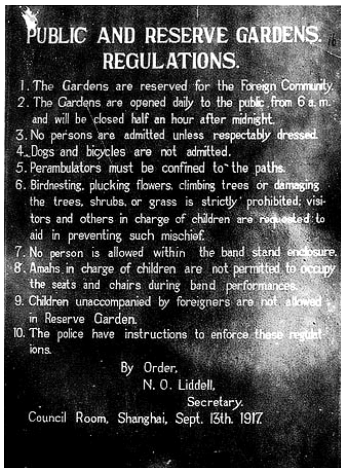 PUBLIC AND RESERVE GARDENS.
REGULATIONS.
1. The Gardens are reserved for the Foreign Community.
2. The Gardens are opened daily to the public, from 6 a.m.
and will be closed half an hour after midnight.
3. No persons are admitted unless respectably dressed.
4. Dogs and bicycles are not admitted.
5. Perambulators must be confined to the paths.
6. Birdnesting, plucking flowers, climbing trees or damaging
the trees, shrubs, or grass is strictly prohibited; visi-
tors and others in charge of children are requested to
aid in preventing such mischief.
7. No person is allowed within the band stand enclosure.
8. Amahs in charge of children are not permitted to occupy
the seats and chairs during band performances.
9. Children unaccompanied by foreigners are not allowed
in Reserve Garden.
10. The police have instructions to enforce these regulat-
ions.
By Order,
N. O. Liddell,
Secretary.
Council Room, Shanghai, Sept. 13th. 1917.